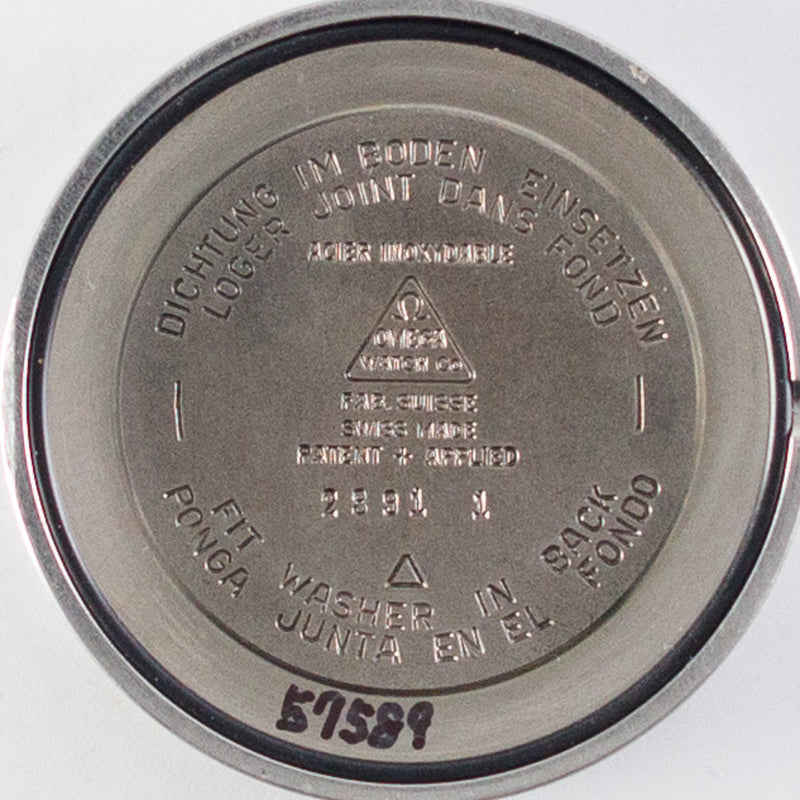 DICHTUNG IM BODEN EINSETZEN
LOGER JOINT DANS FOND
ACIER INOXYDABLE
Ω
OMEGA
WATCH CO
FAB. SUISSE
SWISS MADE
PATENT + APPLIED
2891 1
FIT WASHER IN BACK
PONGA JUNTA EN EL FONDO
57589